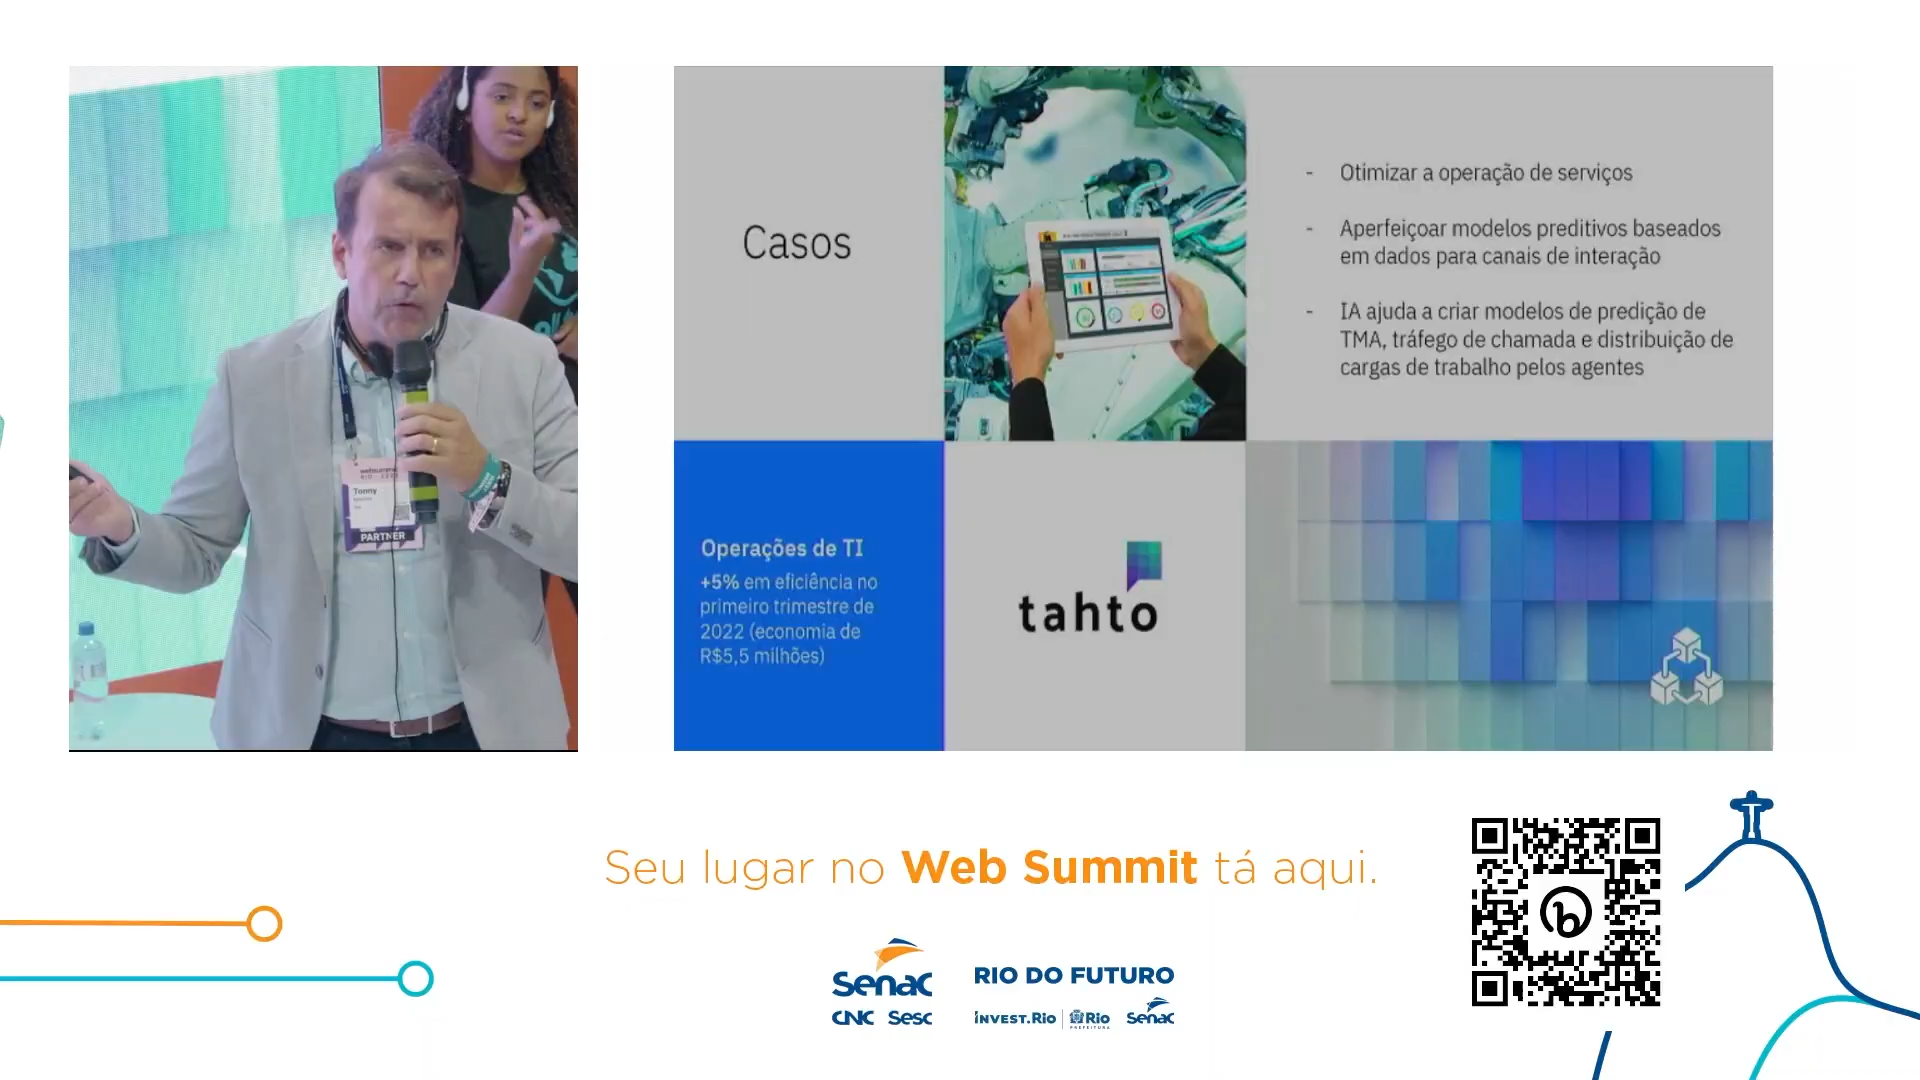 websummit
Tonny
PARTNER
Casos
- Otimizar a operação de serviços
- Aperfeiçoar modelos preditivos baseados
em dados para canais de interação
- IA ajuda a criar modelos de predição de
TMA, tráfego de chamada e distribuição de
cargas de trabalho pelos agentes
Operações de TI
+5% em eficiência no
primeiro trimestre de
2022 (economia de
R$5,5 milhões)
tahto
Seu lugar no Web Summit tá aqui.
Senac
CNC Sesc
RIO DO FUTURO
INVEST.Rio Rio PREFEITURA Senac
b